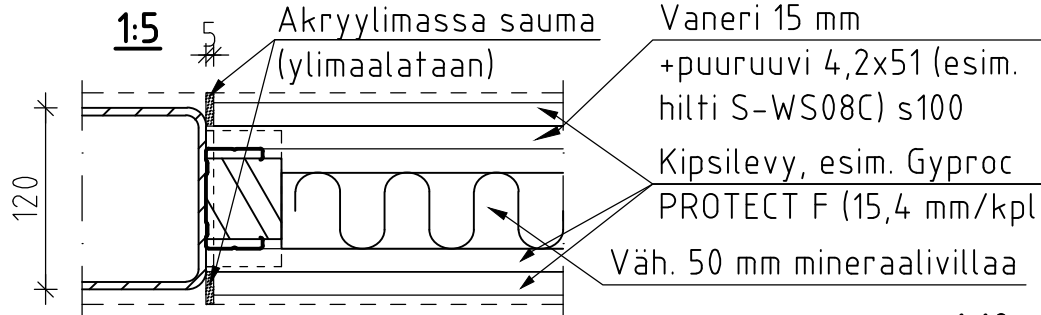 1:5
5
Akryylimassa sauma
(ylimaalataan)
Vaneri 15 mm
+puuruuvi 4,2x51 (esim.
hilti S-WS08C) s100
Kipsilevy, esim. Gyproc
PROTECT F (15,4 mm/kpl
Väh. 50 mm mineraalivillaa
120